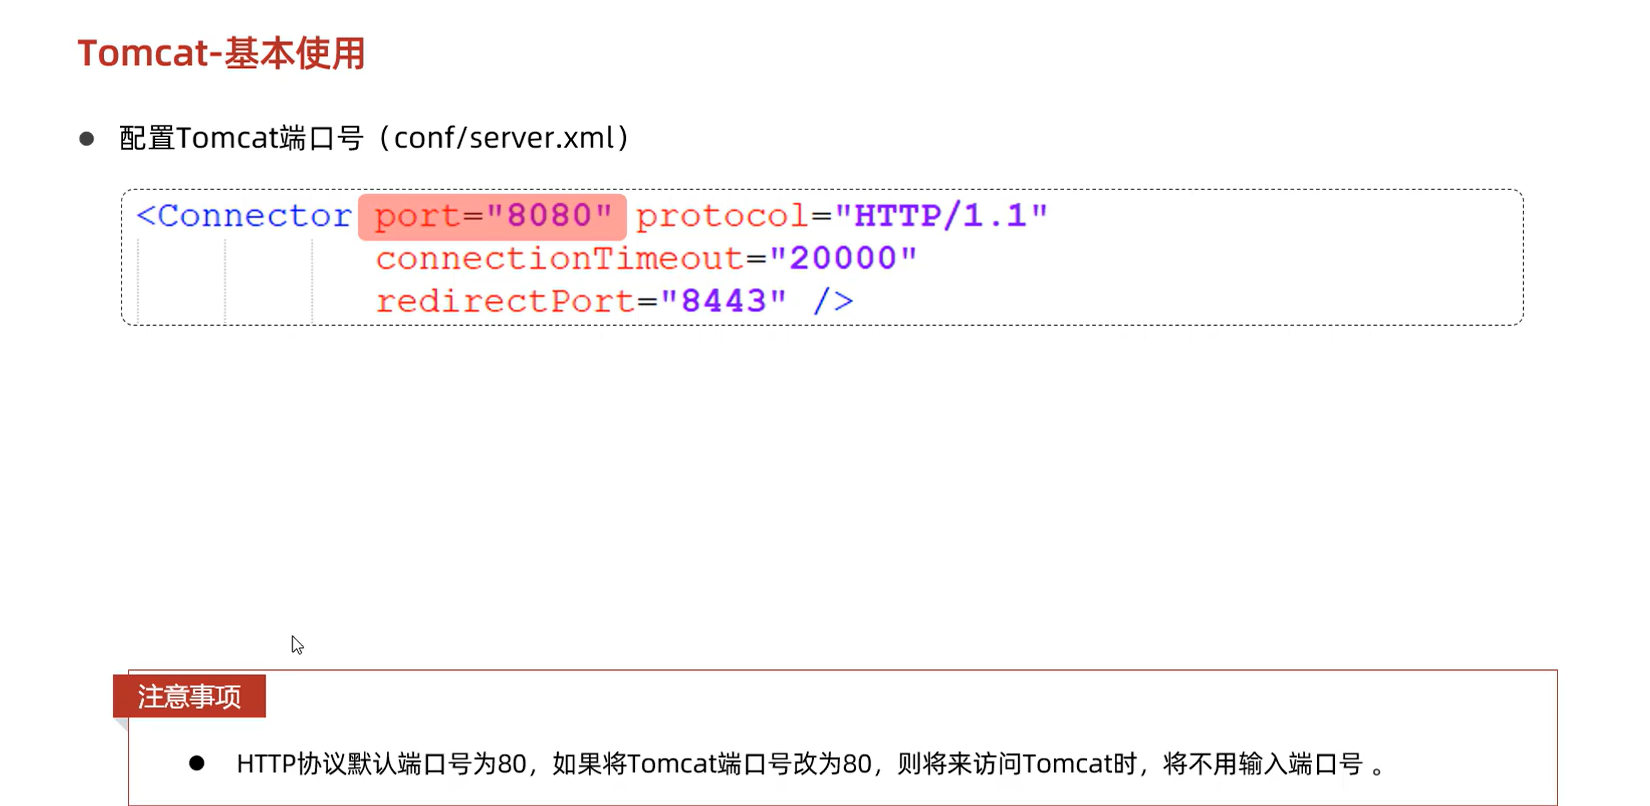 Tomcat-基本使用
● 配置Tomcat端口号（conf/server.xml）
<Connector port="8080" protocol="HTTP/1.1"
connectionTimeout="20000"
redirectPort="8443" />
注意事项
● HTTP协议默认端口号为80，如果将Tomcat端口号改为80，则将来访问Tomcat时，将不用输入端口号 。